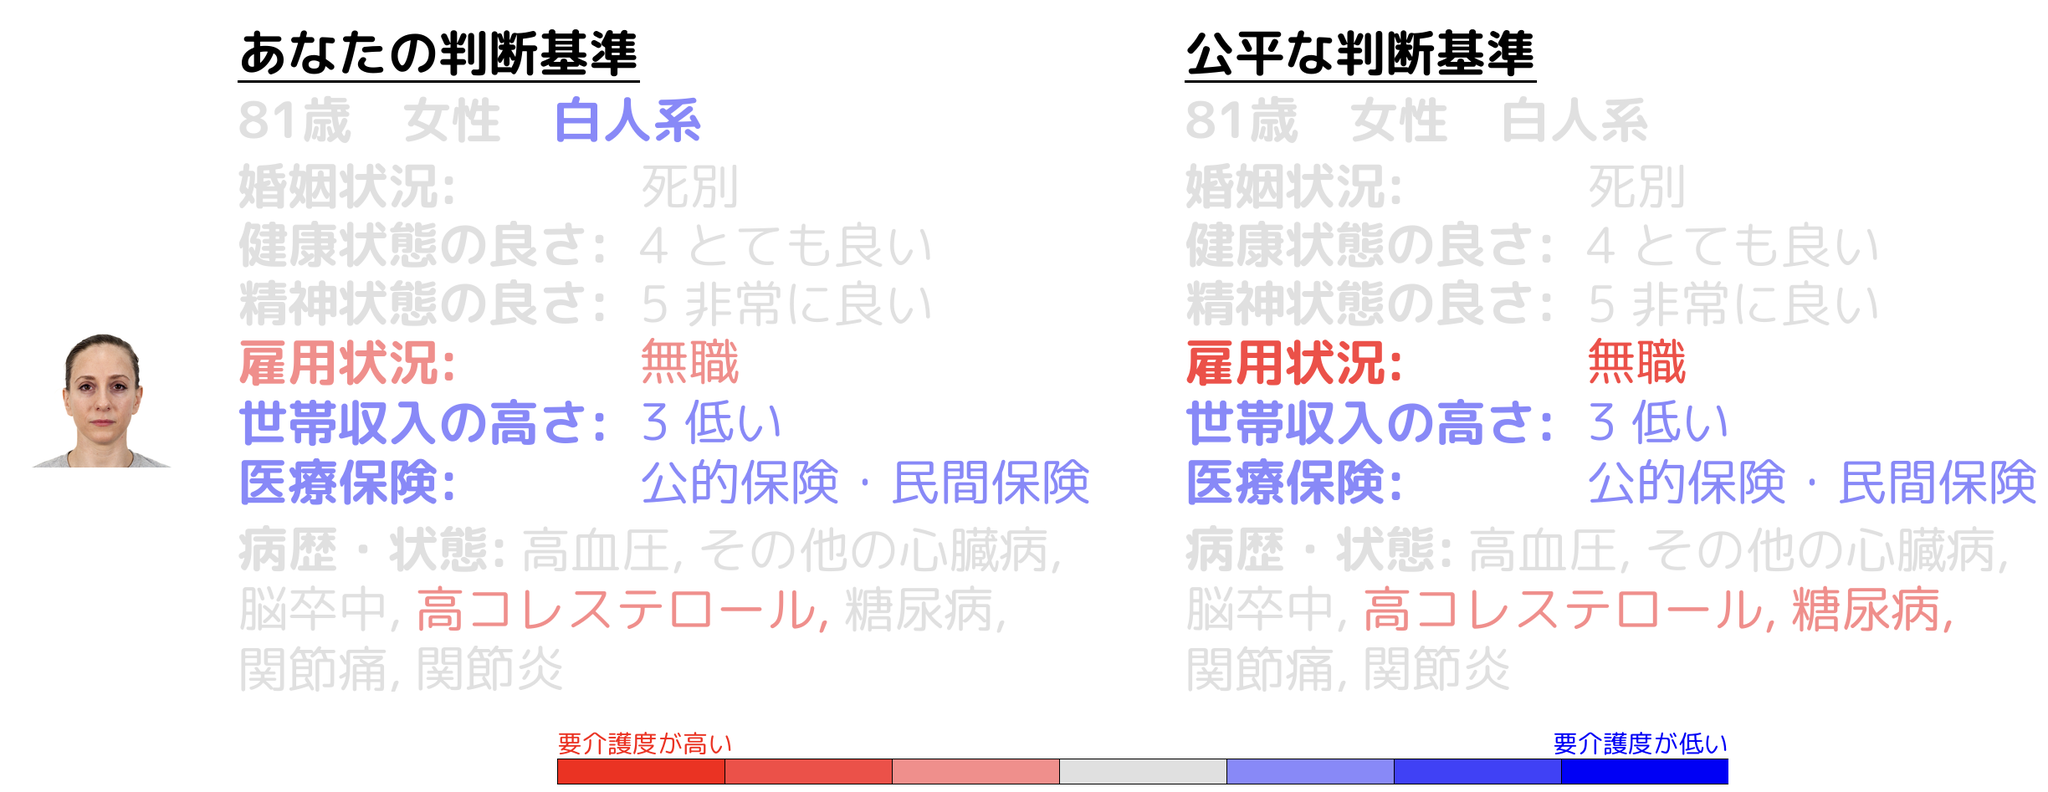 あなたの判断基準
81歳 女性 白人系
婚姻状況: 死別
健康状態の良さ: 4 とても良い
精神状態の良さ: 5 非常に良い
雇用状況: 無職
世帯収入の高さ: 3 低い
医療保険: 公的保険・民間保険
病歴・状態: 高血圧, その他の心臓病,
脳卒中, 高コレステロール, 糖尿病,
関節痛, 関節炎
公平な判断基準
81歳 女性 白人系
婚姻状況: 死別
健康状態の良さ: 4 とても良い
精神状態の良さ: 5 非常に良い
雇用状況: 無職
世帯収入の高さ: 3 低い
医療保険: 公的保険・民間保険
病歴・状態: 高血圧, その他の心臓病,
脳卒中, 高コレステロール, 糖尿病,
関節痛, 関節炎
要介護度が高い
要介護度が低い